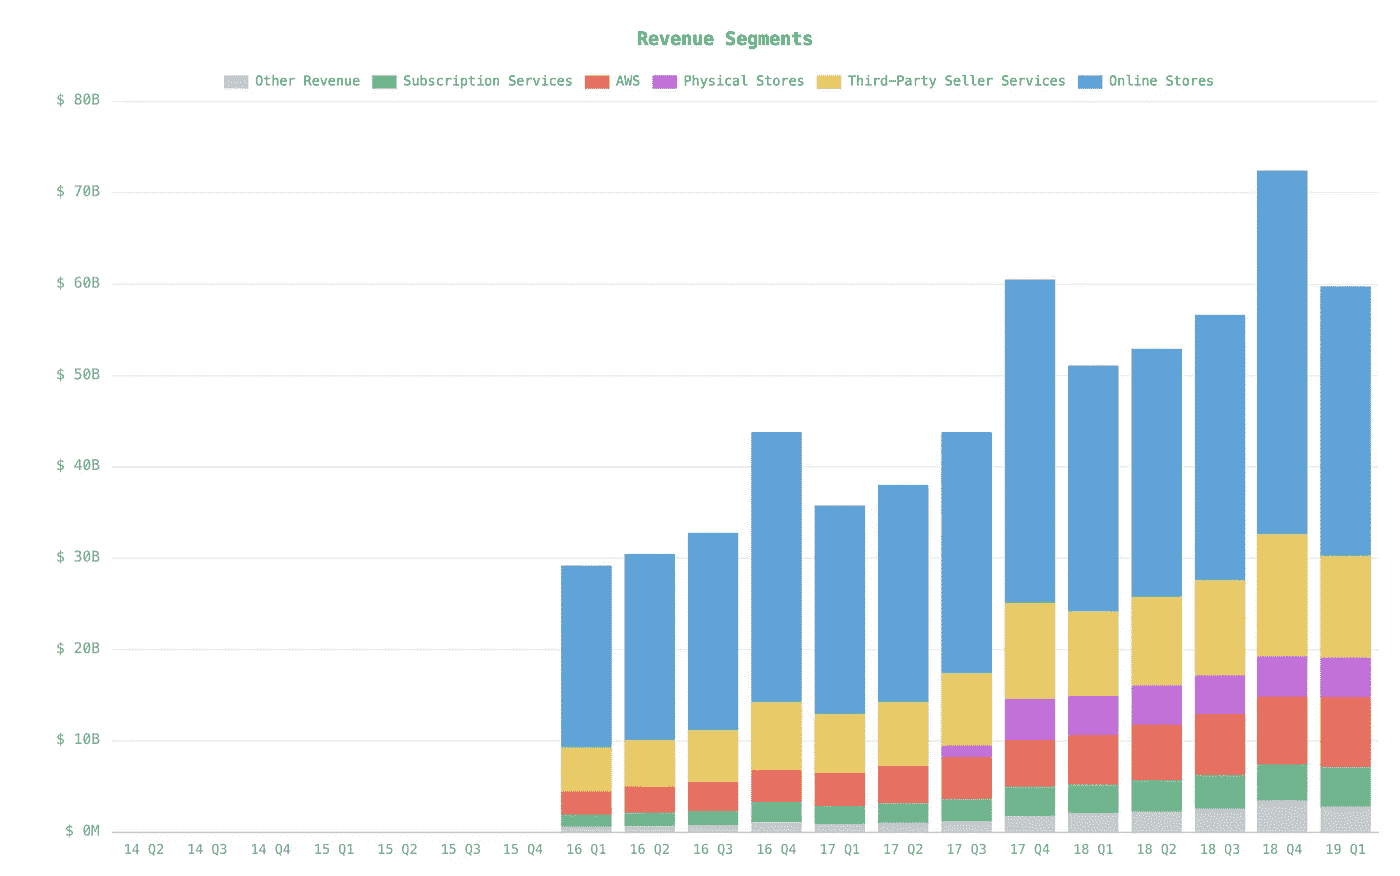 Revenue Segments
Other Revenue Subscription Services AWS Physical Stores Third-Party Seller Services Online Stores
$ 80B
$ 70B
$ 60B
$ 50B
$ 40B
$ 30B
$ 20B
$ 10B
$ 0M
14 Q2 14 Q3 14 Q4 15 Q1 15 Q2 15 Q3 15 Q4 16 Q1 16 Q2 16 Q3 16 Q4 17 Q1 17 Q2 17 Q3 17 Q4 18 Q1 18 Q2 18 Q3 18 Q4 19 Q1